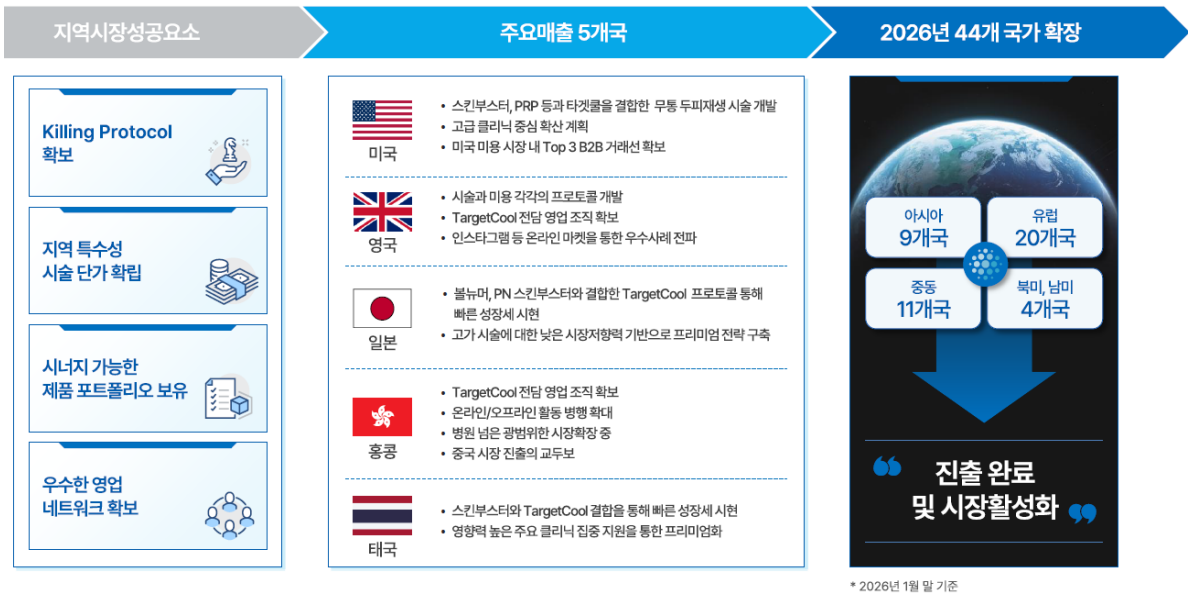 지역시장성공요소
주요매출 5개국
2026년 44개 국가 확장
Killing Protocol
확보
지역 특수성
시술 단가 확립
시너지 가능한
제품 포트폴리오 보유
우수한 영업
네트워크 확보
미국
• 스킨부스터, PRP 등과 타겟쿨을 결합한 무통 두피재생 시술 개발
• 고급 클리닉 중심 확산 계획
• 미국 미용 시장 내 Top 3 B2B 거래선 확보
영국
• 시술과 미용 각각의 프로토콜 개발
• TargetCool 전담 영업 조직 확보
• 인스타그램 등 온라인 마켓을 통한 우수사례 전파
일본
• 볼뉴머, PN 스킨부스터와 결합한 TargetCool 프로토콜 통해
빠른 성장세 시현
• 고가 시술에 대한 낮은 시장저항력 기반으로 프리미엄 전략 구축
홍콩
• TargetCool 전담 영업 조직 확보
• 온라인/오프라인 활동 병행 확대
• 병원 넘은 광범위한 시장확장 중
• 중국 시장 진출의 교두보
태국
• 스킨부스터와 TargetCool 결합을 통해 빠른 성장세 시현
• 영향력 높은 주요 클리닉 집중 지원을 통한 프리미엄화
아시아
9개국
유럽
20개국
중동
11개국
북미, 남미
4개국
❝ 진출 완료
및 시장활성화 ❞
* 2026년 1월 말 기준